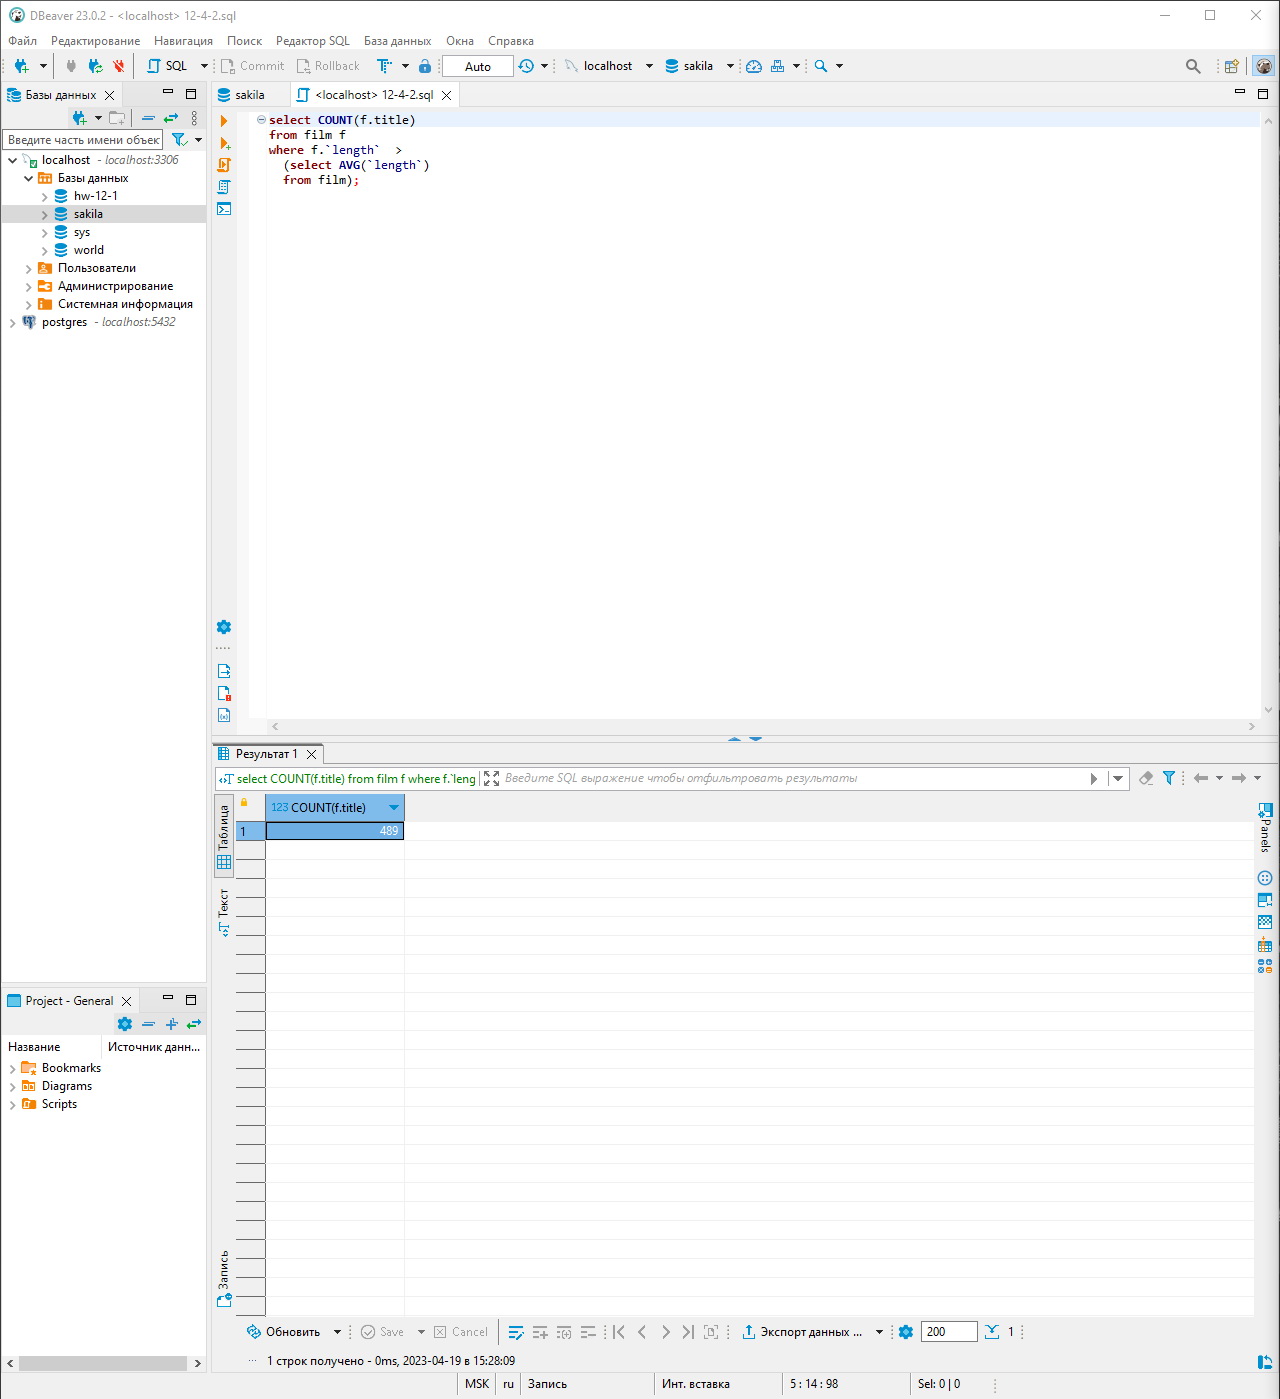 DBeaver 23.0.2 - <localhost> 12-4-2.sql
Файл Редактирование Навигация Поиск Редактор SQL База данных Окна Справка
SQL Commit Rollback Auto localhost sakila
Базы данных
Введите часть имени объек
localhost - localhost:3306
Базы данных
hw-12-1
sakila
sys
world
Пользователи
Администрирование
Системная информация
postgres - localhost:5432
sakila <localhost> 12-4-2.sql
select COUNT(f.title)
from film f
where f.`length` >
(select AVG(`length`)
from film);
Результат 1
select COUNT(f.title) from film f where f.`leng Введите SQL выражение чтобы отфильтровать результаты
Таблица
Текст
Запись
123 COUNT(f.title)
1 489
Panels
Project - General
Название Источник данн...
Bookmarks
Diagrams
Scripts
Обновить Save Cancel Экспорт данных ... 200 1
1 строк получено - 0ms, 2023-04-19 в 15:28:09
MSK ru Запись Инт. вставка 5 : 14 : 98 Sel: 0 | 0